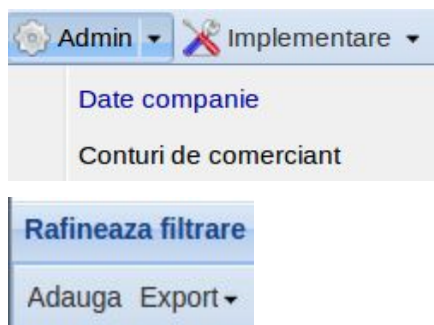 Admin Implementare
Date companie
Conturi de comerciant
Rafineaza filtrare
Adauga Export